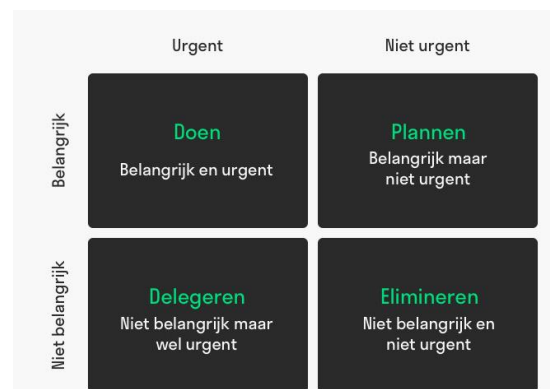 Urgent
Niet urgent
Belangrijk
Doen
Belangrijk en urgent
Plannen
Belangrijk maar
niet urgent
Niet belangrijk
Delegeren
Niet belangrijk maar
wel urgent
Elimineren
Niet belangrijk en
niet urgent